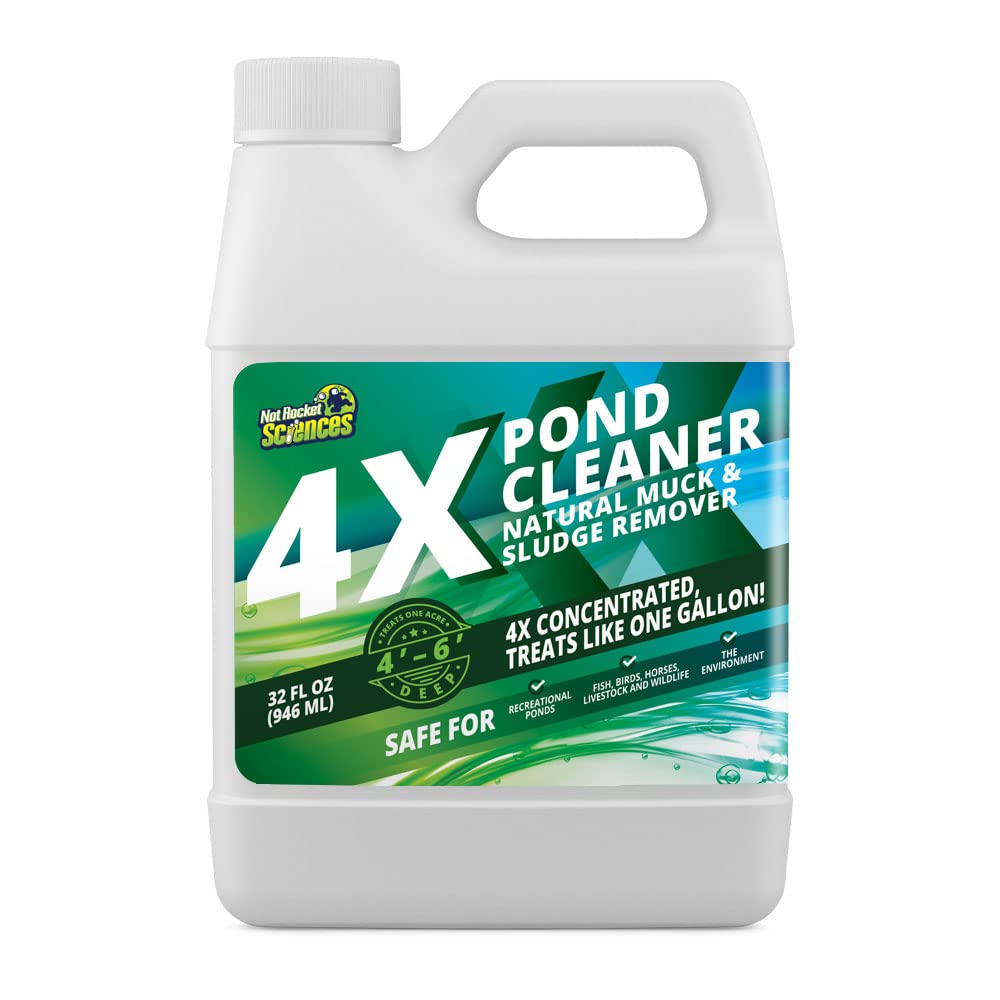 Not Rocket
Sciences
4X
POND
CLEANER
NATURAL MUCK &
SLUDGE REMOVER
4X CONCENTRATED,
TREATS LIKE ONE GALLON!
TREATS ONE ACRE
4'-6'
DEEP
32 FL OZ
(946 ML)
SAFE FOR
RECREATIONAL
PONDS
FISH, BIRDS, HORSES,
LIVESTOCK AND WILDLIFE
THE
ENVIRONMENT